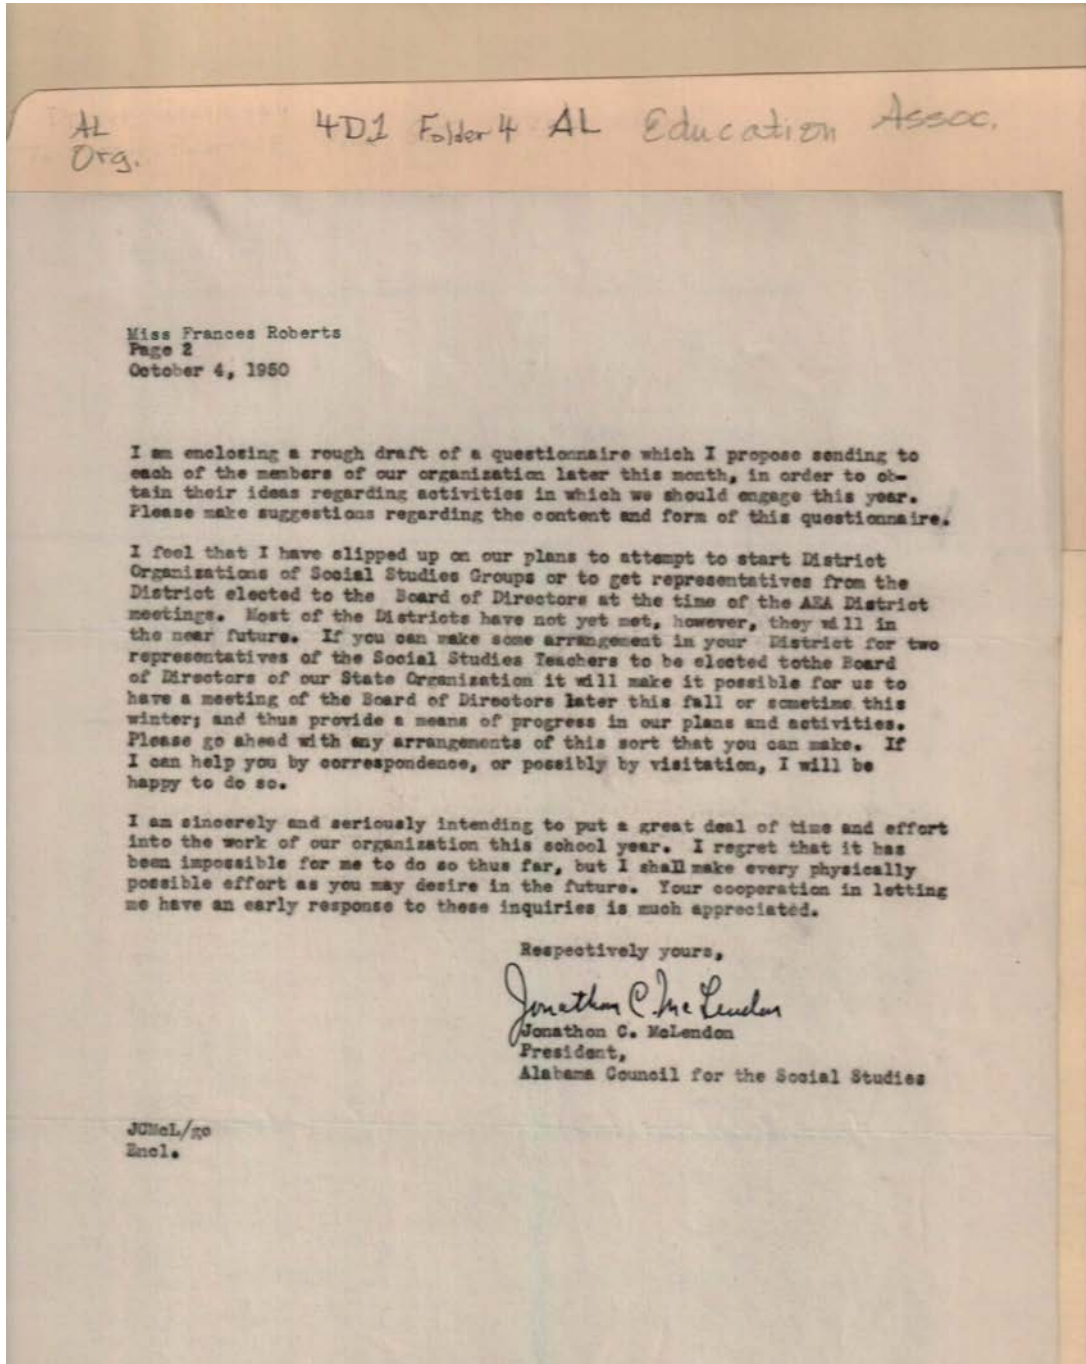 AL 4D1 Folder 4 AL Education Assoc.
Org.
Miss Frances Roberts
Page 2
October 4, 1950
I am enclosing a rough draft of a questionnaire which I propose sending to
each of the members of our organization later this month, in order to ob-
tain their ideas regarding activities in which we should engage this year.
Please make suggestions regarding the content and form of this questionnaire.
I feel that I have slipped up on our plans to attempt to start District
Organizations of Social Studies Groups or to get representatives from the
District elected to the Board of Directors at the time of the AEA District
meetings. Most of the Districts have not yet met, however, they will in
the near future. If you can make some arrangement in your District for two
representatives of the Social Studies Teachers to be elected tothe Board
of Directors of our State Organization it will make it possible for us to
have a meeting of the Board of Directors later this fall or sometime this
winter; and thus provide a means of progress in our plans and activities.
Please go ahead with any arrangements of this sort that you can make. If
I can help you by correspondence, or possibly by visitation, I will be
happy to do so.
I am sincerely and seriously intending to put a great deal of time and effort
into the work of our organization this school year. I regret that it has
been impossible for me to do so thus far, but I shall make every physically
possible effort as you may desire in the future. Your cooperation in letting
me have an early response to these inquiries is much appreciated.
Respectively yours,
Jonathon C. McLendon
Jonathon C. McLendon
President,
Alabama Council for the Social Studies
JCMcL/go
Encl.